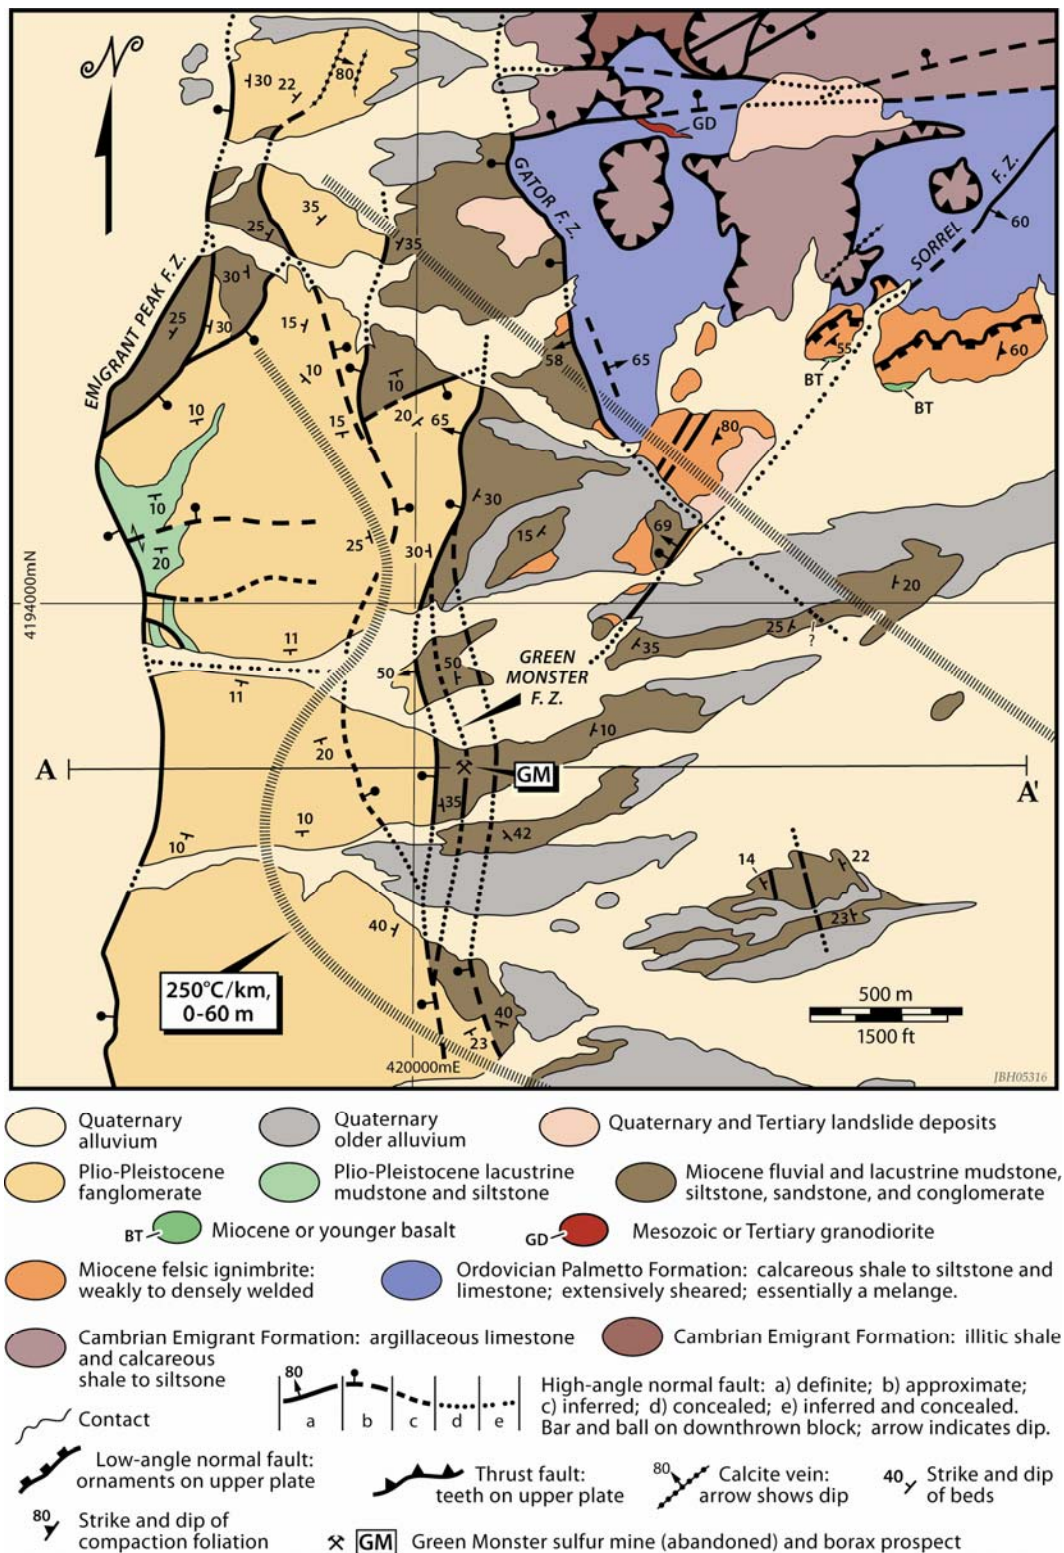 N
30
22
80
GD
GATOR F. Z.
35
25
35
SORREL F. Z.
60
EMIGRANT PEAK F. Z.
30
25
30
15
10
58
65
55
60
BT
BT
10
20
10
15
65
80
10
30
25
20
30
15
69
20
4194000mN
11
25
?
35
50
50
GREEN
MONSTER
F. Z.
11
20
10
A
GM
A'
35
10
10
42
14
22
23
40
250°C/km,
0-60 m
40
23
500 m
1500 ft
420000mE
JBH05316
Quaternary
alluvium
Quaternary
older alluvium
Quaternary and Tertiary landslide deposits
Plio-Pleistocene
fanglomerate
Plio-Pleistocene lacustrine
mudstone and siltstone
Miocene fluvial and lacustrine mudstone,
siltstone, sandstone, and conglomerate
BT
Miocene or younger basalt
GD
Mesozoic or Tertiary granodiorite
Miocene felsic ignimbrite:
weakly to densely welded
Ordovician Palmetto Formation: calcareous shale to siltstone and
limestone; extensively sheared; essentially a melange.
Cambrian Emigrant Formation: argillaceous limestone
and calcareous
shale to siltsone
Cambrian Emigrant Formation: illitic shale
Contact
80
a
b
c
d
e
High-angle normal fault: a) definite; b) approximate;
c) inferred; d) concealed; e) inferred and concealed.
Bar and ball on downthrown block; arrow indicates dip.
Low-angle normal fault:
ornaments on upper plate
Thrust fault:
teeth on upper plate
80
Calcite vein:
arrow shows dip
40
Strike and dip
of beds
80
Strike and dip of
compaction foliation
GM
Green Monster sulfur mine (abandoned) and borax prospect